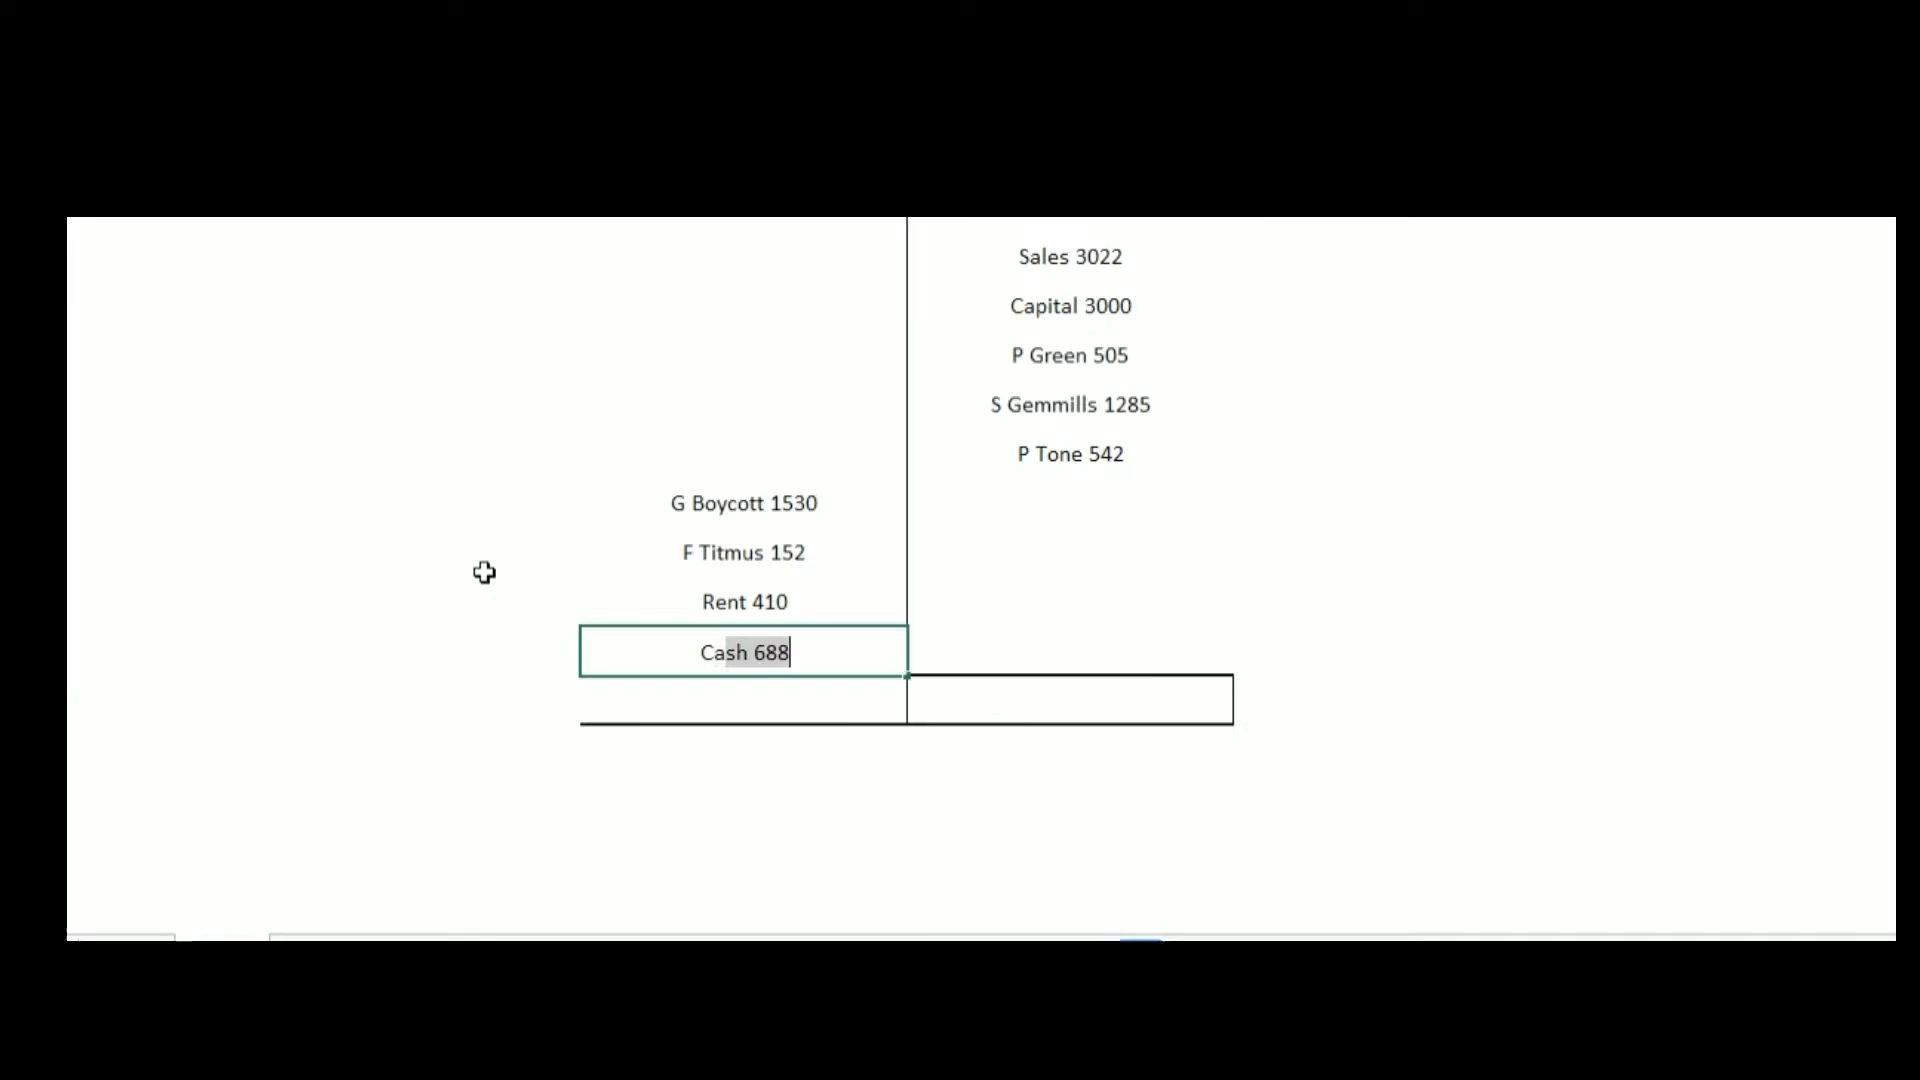 Sales 3022
Capital 3000
P Green 505
S Gemmills 1285
P Tone 542
G Boycott 1530
F Titmus 152
Rent 410
Cash 688